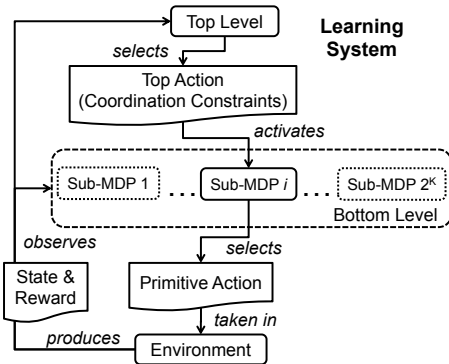 Top Level
Learning
System
selects
Top Action
(Coordination Constraints)
activates
Sub-MDP 1
. . .
Sub-MDP i
. . .
Sub-MDP 2^K
Bottom Level
observes
selects
State &
Reward
Primitive Action
taken in
produces
Environment